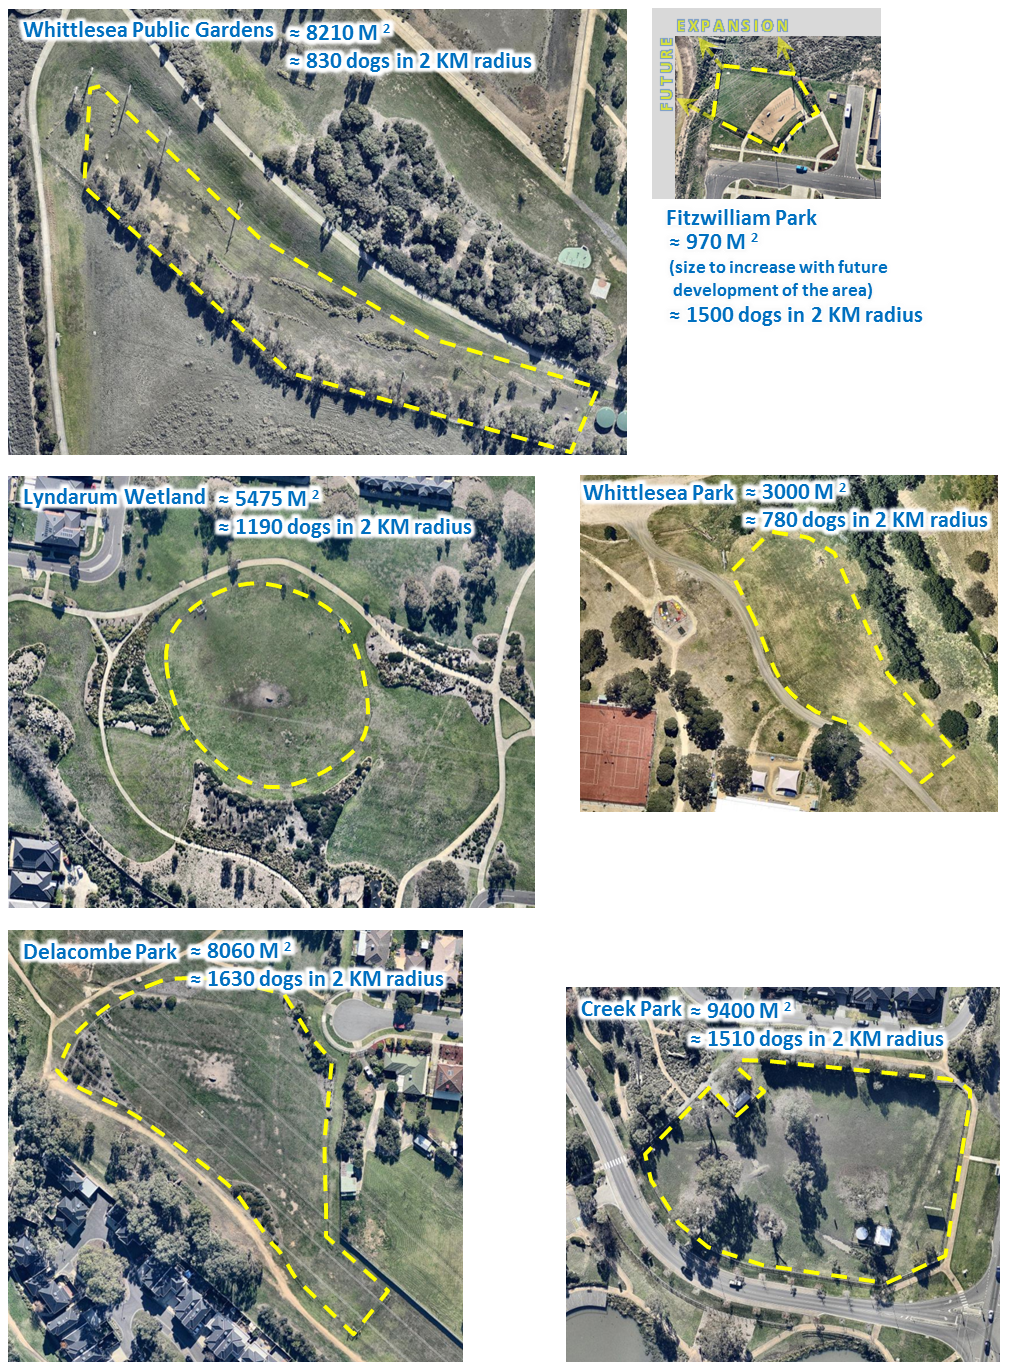 Whittlesea Public Gardens ≈ 8210 M ²
≈ 830 dogs in 2 KM radius
EXPANSION
FUTURE
Fitzwilliam Park
≈ 970 M ²
(size to increase with future
development of the area)
≈ 1500 dogs in 2 KM radius
Lyndarum Wetland ≈ 5475 M ²
≈ 1190 dogs in 2 KM radius
Whittlesea Park ≈ 3000 M ²
≈ 780 dogs in 2 KM radius
Delacombe Park ≈ 8060 M ²
≈ 1630 dogs in 2 KM radius
Creek Park ≈ 9400 M ²
≈ 1510 dogs in 2 KM radius